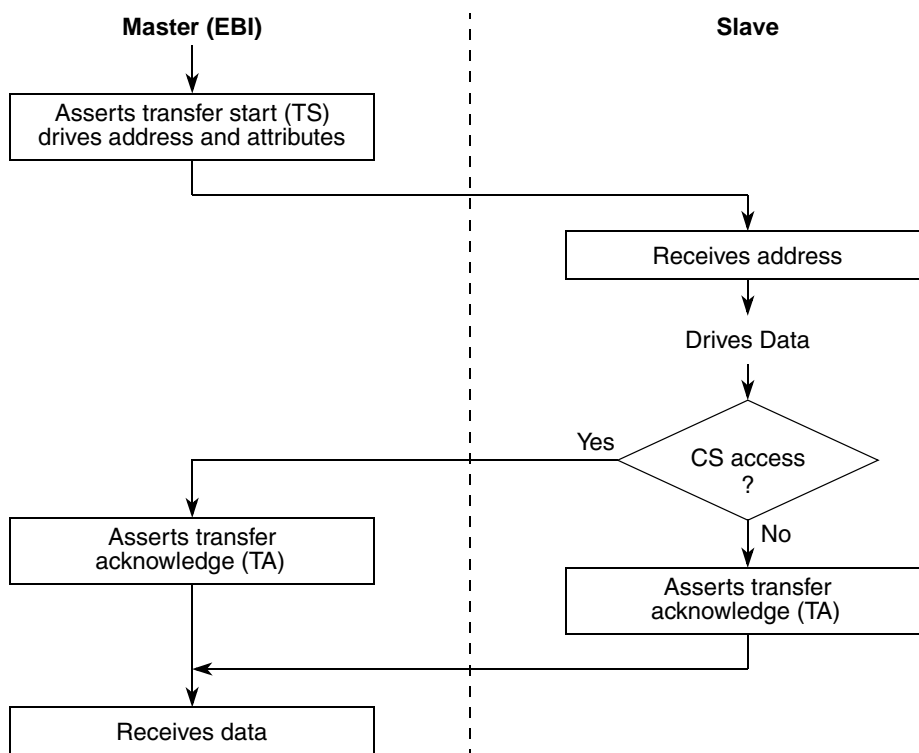 Master (EBI)
Slave
Asserts transfer start (TS)
drives address and attributes
Receives address
Drives Data
Yes
CS access
?
No
Asserts transfer
acknowledge (TA)
Asserts transfer
acknowledge (TA)
Receives data